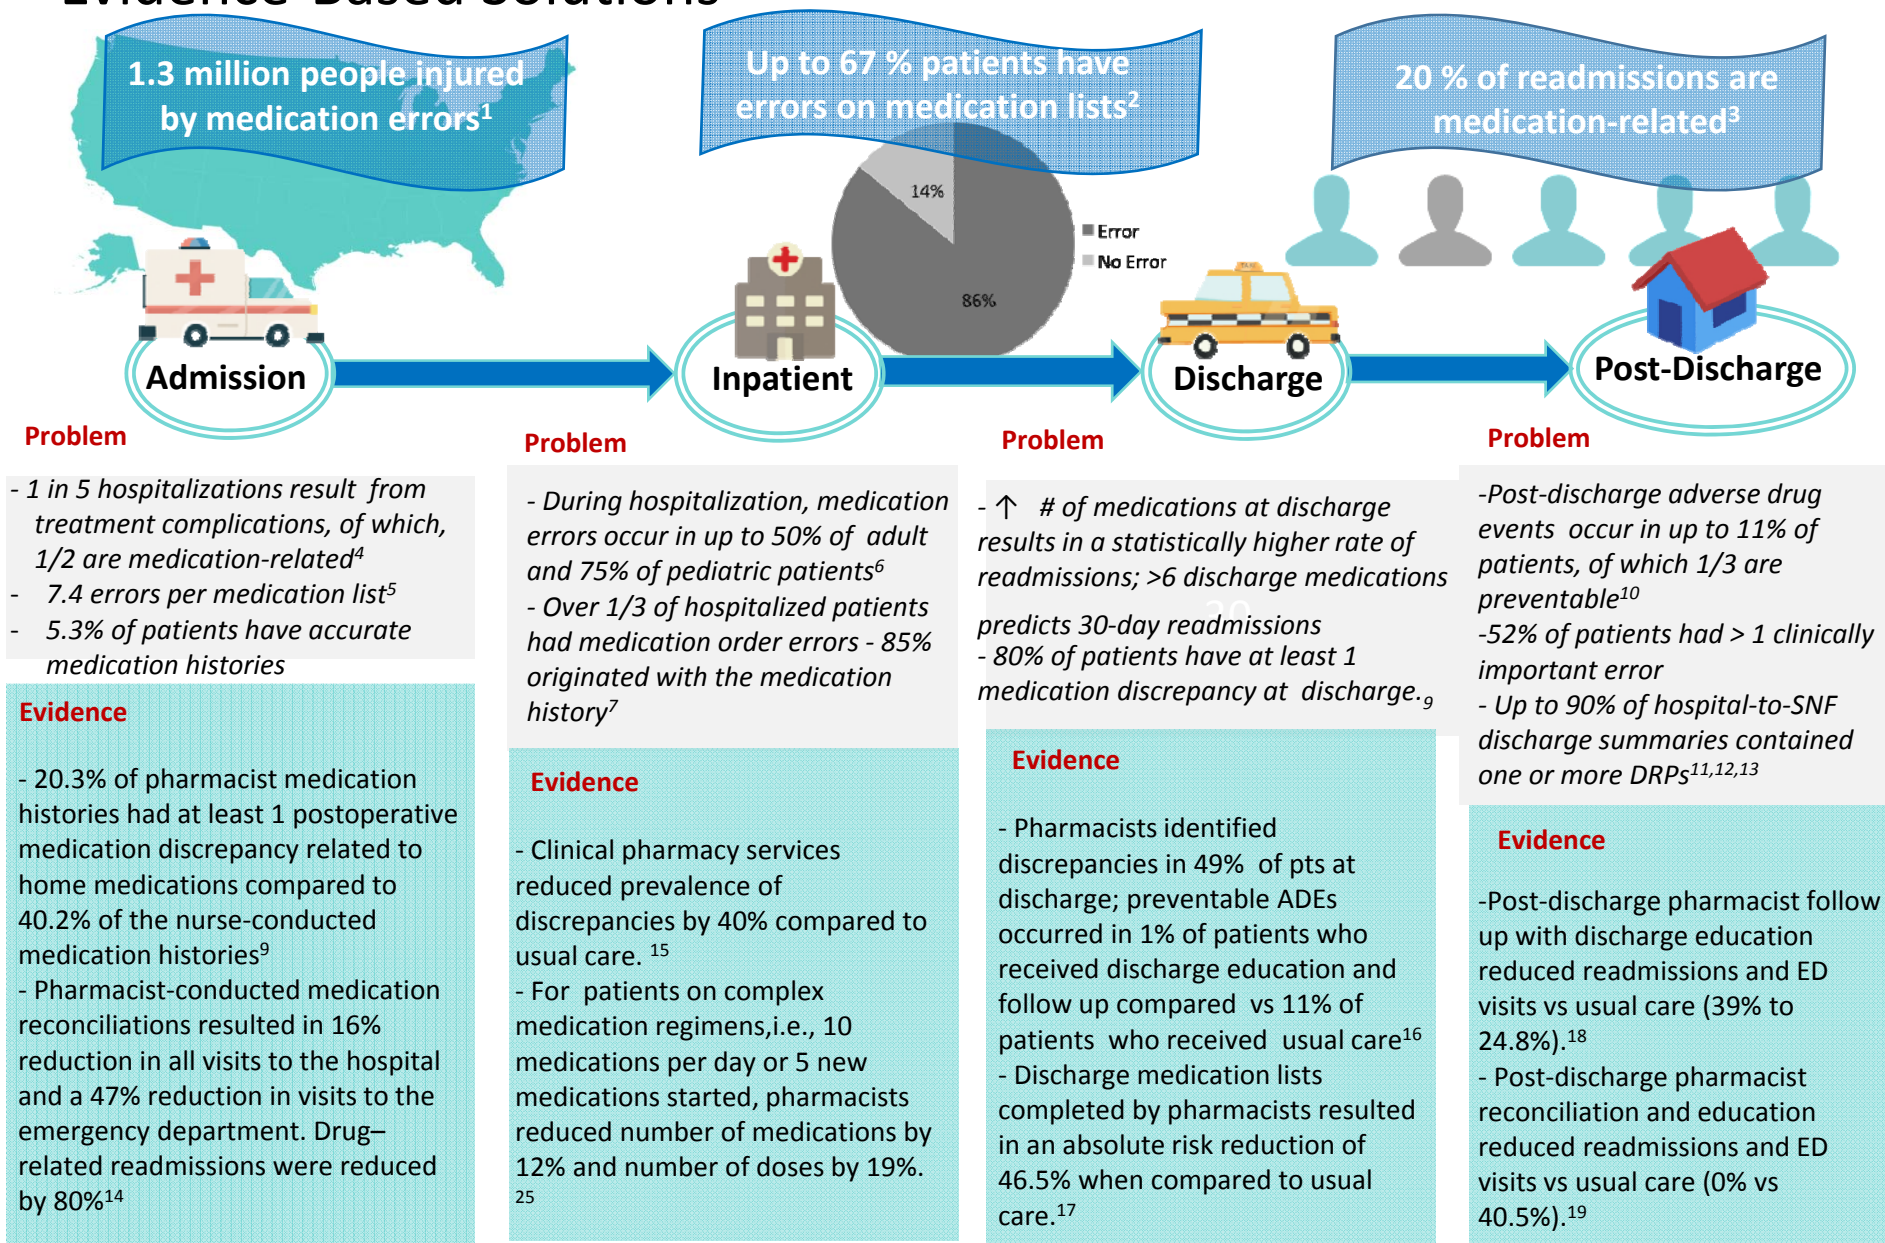 Evidence-Based Solutions
1.3 million people injured
by medication errors1
Up to 67 % patients have
errors on medication lists2
20 % of readmissions are
medication-related3
14%
86%
Error
No Error
TAXI
Admission
Inpatient
Discharge
Post-Discharge
Problem
- 1 in 5 hospitalizations result from
treatment complications, of which,
1/2 are medication-related4
- 7.4 errors per medication list5
- 5.3% of patients have accurate
medication histories
Evidence
- 20.3% of pharmacist medication
histories had at least 1 postoperative
medication discrepancy related to
home medications compared to
40.2% of the nurse-conducted
medication histories9
- Pharmacist-conducted medication
reconciliations resulted in 16%
reduction in all visits to the hospital
and a 47% reduction in visits to the
emergency department. Drug–
related readmissions were reduced
by 80%14
Problem
- During hospitalization, medication
errors occur in up to 50% of adult
and 75% of pediatric patients6
- Over 1/3 of hospitalized patients
had medication order errors - 85%
originated with the medication
history7
Evidence
- Clinical pharmacy services
reduced prevalence of
discrepancies by 40% compared to
usual care. 15
- For patients on complex
medication regimens,i.e., 10
medications per day or 5 new
medications started, pharmacists
reduced number of medications by
12% and number of doses by 19%.
25
Problem
- ↑ # of medications at discharge
results in a statistically higher rate of
readmissions; >6 discharge medications
20
predicts 30-day readmissions
- 80% of patients have at least 1
medication discrepancy at discharge.9
Evidence
- Pharmacists identified
discrepancies in 49% of pts at
discharge; preventable ADEs
occurred in 1% of patients who
received discharge education and
follow up compared vs 11% of
patients who received usual care16
- Discharge medication lists
completed by pharmacists resulted
in an absolute risk reduction of
46.5% when compared to usual
care.17
Problem
-Post-discharge adverse drug
events occur in up to 11% of
patients, of which 1/3 are
preventable10
-52% of patients had > 1 clinically
important error
- Up to 90% of hospital-to-SNF
discharge summaries contained
one or more DRPs11,12,13
Evidence
-Post-discharge pharmacist follow
up with discharge education
reduced readmissions and ED
visits vs usual care (39% to
24.8%).18
- Post-discharge pharmacist
reconciliation and education
reduced readmissions and ED
visits vs usual care (0% vs
40.5%).19